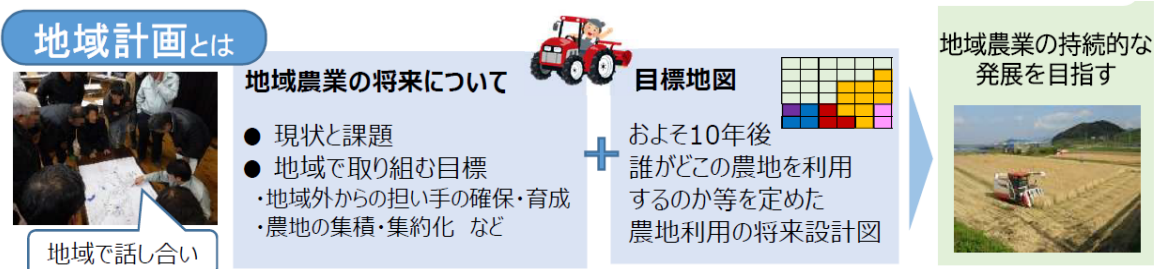 地域計画とは
地域で話し合い
地域農業の将来について
● 現状と課題
● 地域で取り組む目標
・地域外からの担い手の確保・育成
・農地の集積・集約化 など
+
目標地図
およそ10年後
誰がどこの農地を利用
するのか等を定めた
農地利用の将来設計図
地域農業の持続的な
発展を目指す